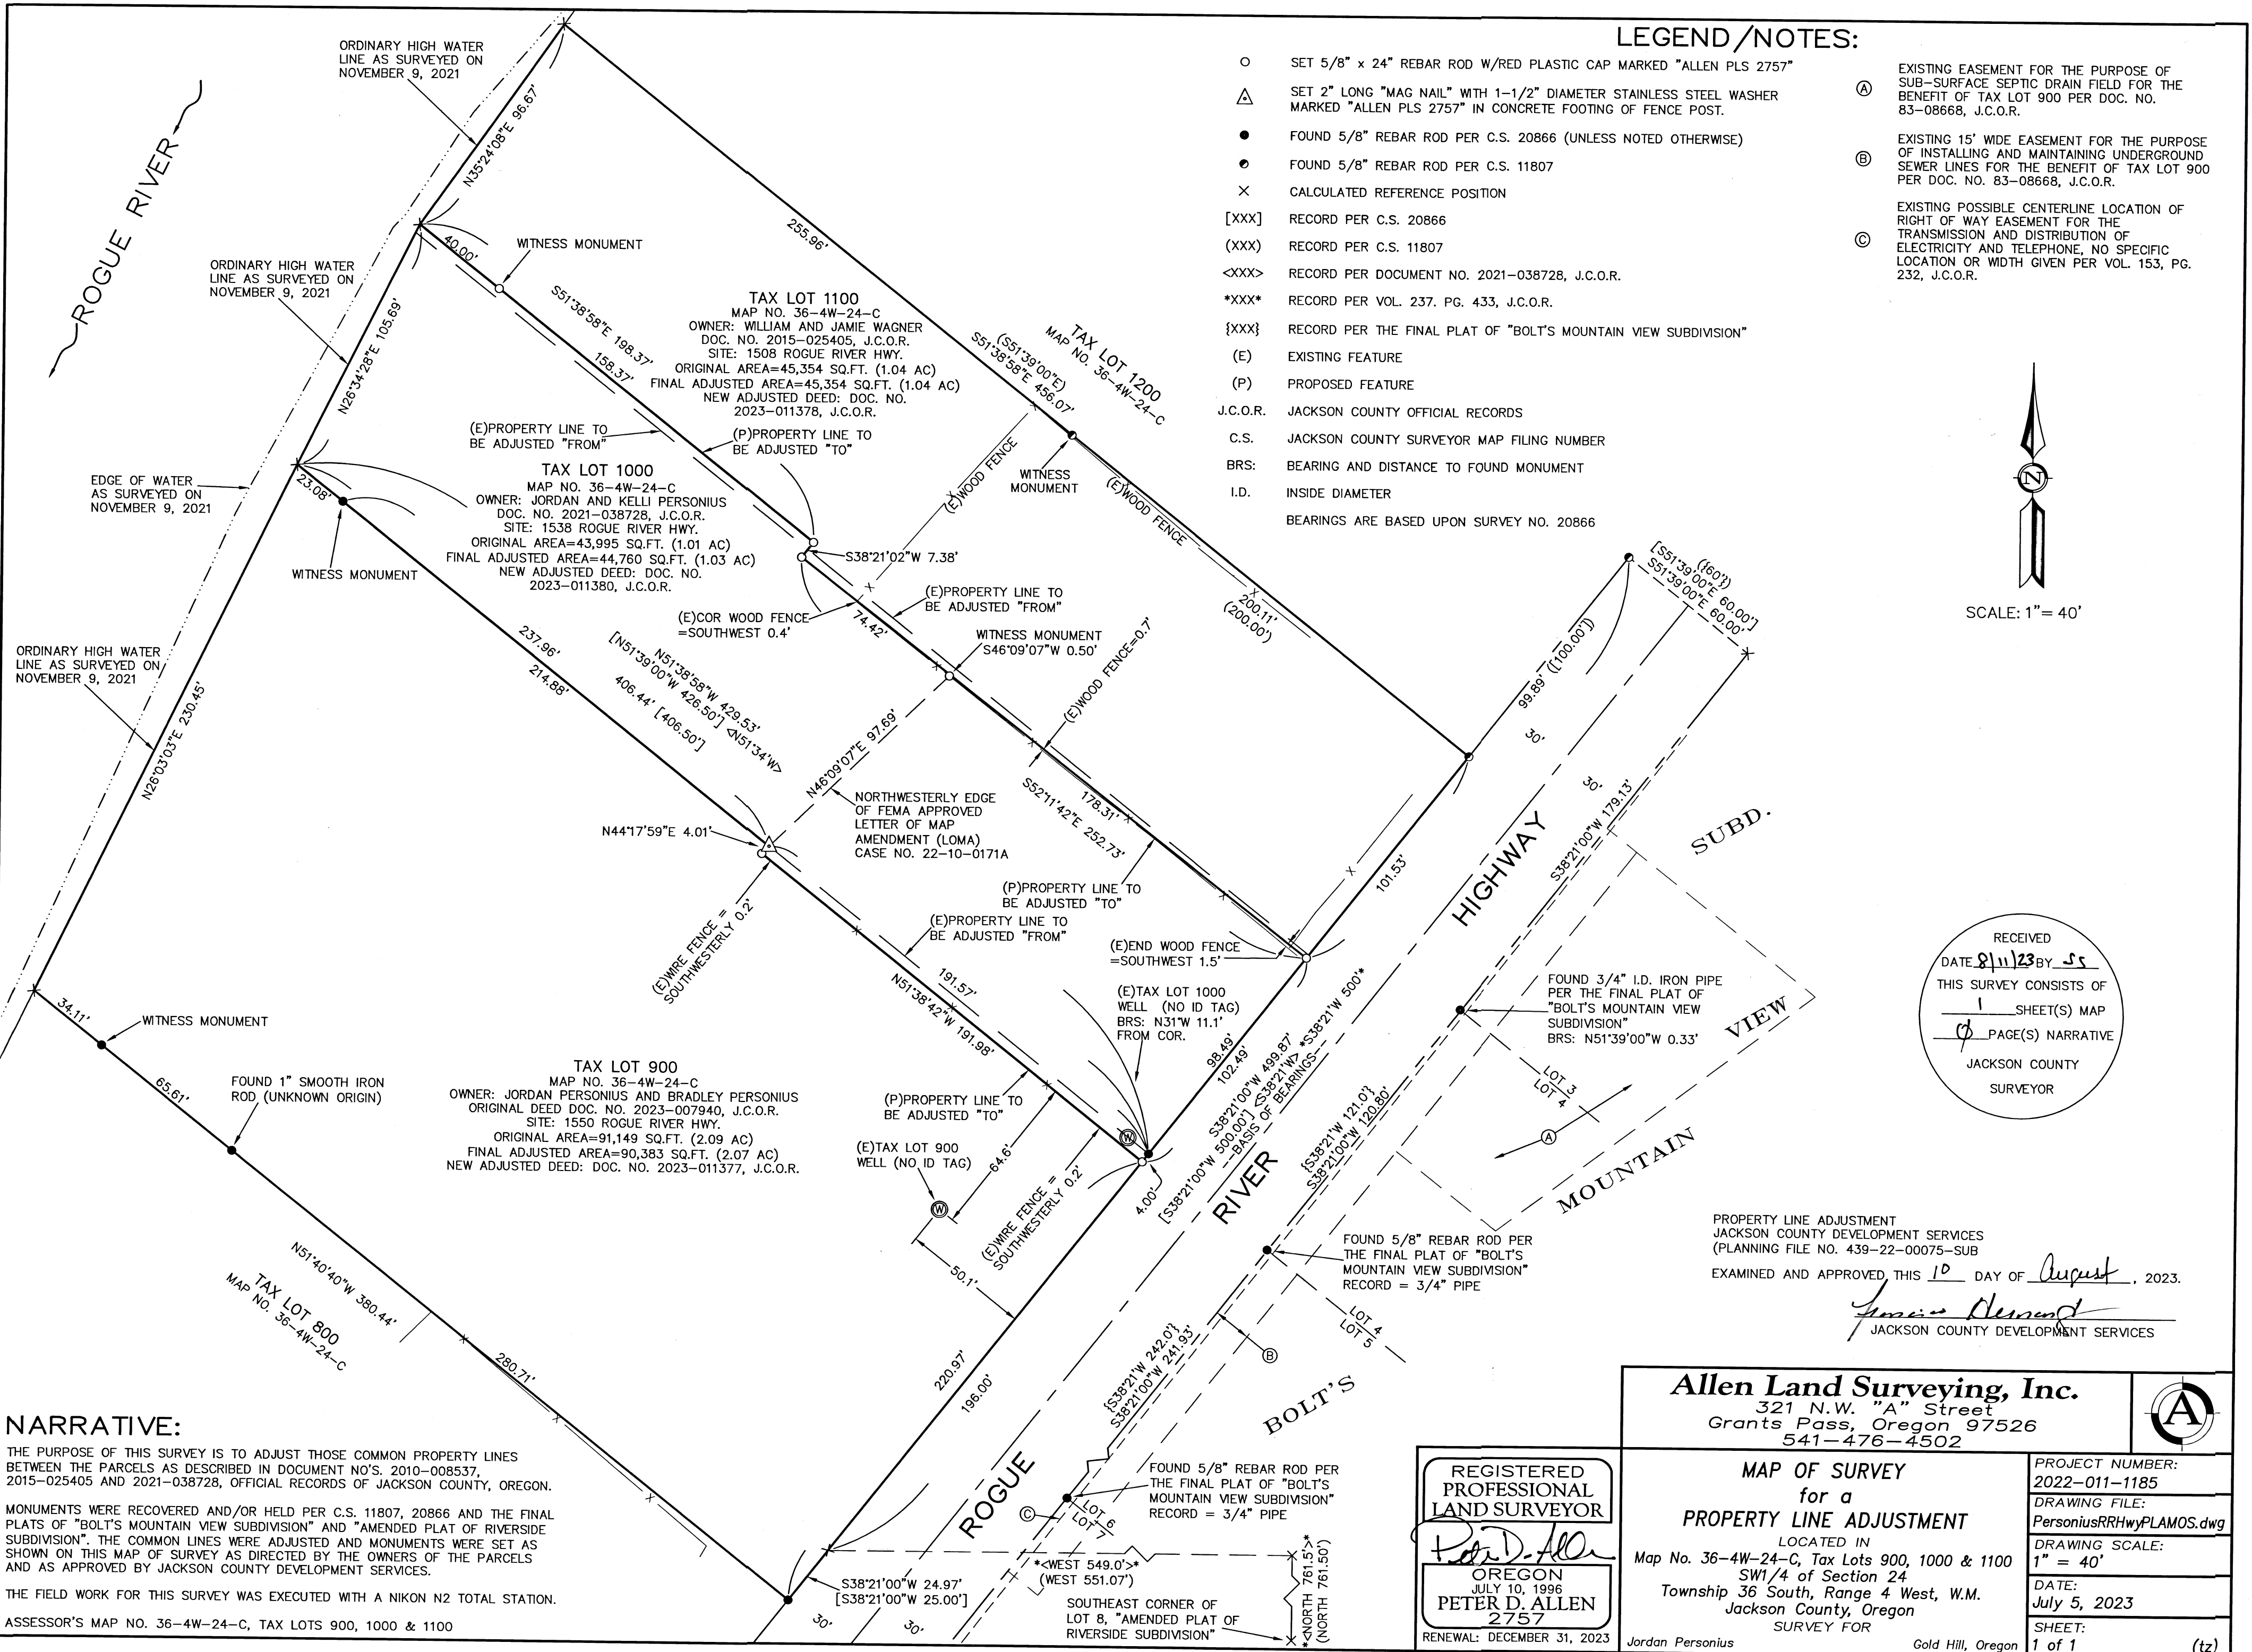 LEGEND/NOTES:
SET 5/8" x 24" REBAR ROD W/RED PLASTIC CAP MARKED "ALLEN PLS 2757"
SET 2" LONG "MAG NAIL" WITH 1-1/2" DIAMETER STAINLESS STEEL WASHER
MARKED "ALLEN PLS 2757" IN CONCRETE FOOTING OF FENCE POST.
FOUND 5/8" REBAR ROD PER C.S. 20866 (UNLESS NOTED OTHERWISE)
FOUND 5/8" REBAR ROD PER C.S. 11807
CALCULATED REFERENCE POSITION
[XXX] RECORD PER C.S. 20866
(XXX) RECORD PER C.S. 11807
<XXX> RECORD PER DOCUMENT NO. 2021-038728, J.C.O.R.
*XXX* RECORD PER VOL. 237. PG. 433, J.C.O.R.
{XXX} RECORD PER THE FINAL PLAT OF "BOLT'S MOUNTAIN VIEW SUBDIVISION"
(E) EXISTING FEATURE
(P) PROPOSED FEATURE
J.C.O.R. JACKSON COUNTY OFFICIAL RECORDS
C.S. JACKSON COUNTY SURVEYOR MAP FILING NUMBER
BRS: BEARING AND DISTANCE TO FOUND MONUMENT
I.D. INSIDE DIAMETER
BEARINGS ARE BASED UPON SURVEY NO. 20866
A
EXISTING EASEMENT FOR THE PURPOSE OF
SUB-SURFACE SEPTIC DRAIN FIELD FOR THE
BENEFIT OF TAX LOT 900 PER DOC. NO.
83-08668, J.C.O.R.
B
EXISTING 15' WIDE EASEMENT FOR THE PURPOSE
OF INSTALLING AND MAINTAINING UNDERGROUND
SEWER LINES FOR THE BENEFIT OF TAX LOT 900
PER DOC. NO. 83-08668, J.C.O.R.
C
EXISTING POSSIBLE CENTERLINE LOCATION OF
RIGHT OF WAY EASEMENT FOR THE
TRANSMISSION AND DISTRIBUTION OF
ELECTRICITY AND TELEPHONE, NO SPECIFIC
LOCATION OR WIDTH GIVEN PER VOL. 153, PG.
232, J.C.O.R.
N
SCALE: 1"= 40'
ROGUE RIVER
ORDINARY HIGH WATER
LINE AS SURVEYED ON
NOVEMBER 9, 2021
N35°24'08"E 96.67'
ORDINARY HIGH WATER
LINE AS SURVEYED ON
NOVEMBER 9, 2021
N26°34'28"E 105.69'
EDGE OF WATER
AS SURVEYED ON
NOVEMBER 9, 2021
ORDINARY HIGH WATER
LINE AS SURVEYED ON
NOVEMBER 9, 2021
N26°03'03"E 230.45'
40.00'
WITNESS MONUMENT
S51°38'58"E 198.37'
158.37'
255.96'
TAX LOT 1100
MAP NO. 36-4W-24-C
OWNER: WILLIAM AND JAMIE WAGNER
DOC. NO. 2015-025405, J.C.O.R.
SITE: 1508 ROGUE RIVER HWY.
ORIGINAL AREA=45,354 SQ.FT. (1.04 AC)
FINAL ADJUSTED AREA=45,354 SQ.FT. (1.04 AC)
NEW ADJUSTED DEED: DOC. NO.
2023-011378, J.C.O.R.
TAX LOT 1200
MAP NO. 36-4W-24-C
(S51°39'00"E)
S51°38'58"E 456.07'
(E)PROPERTY LINE TO
BE ADJUSTED "FROM"
(P)PROPERTY LINE TO
BE ADJUSTED "TO"
(E)WOOD FENCE
WITNESS
MONUMENT
(E)WOOD FENCE
200.11'
(200.00')
TAX LOT 1000
MAP NO. 36-4W-24-C
OWNER: JORDAN AND KELLI PERSONIUS
DOC. NO. 2021-038728, J.C.O.R.
SITE: 1538 ROGUE RIVER HWY.
ORIGINAL AREA=43,995 SQ.FT. (1.01 AC)
FINAL ADJUSTED AREA=44,760 SQ.FT. (1.03 AC)
NEW ADJUSTED DEED: DOC. NO.
2023-011380, J.C.O.R.
23.08'
WITNESS MONUMENT
S38°21'02"W 7.38'
(E)COR WOOD FENCE
=SOUTHWEST 0.4'
74.42'
(E)PROPERTY LINE TO
BE ADJUSTED "FROM"
WITNESS MONUMENT
S46°09'07"W 0.50'
(E)WOOD FENCE=0.7'
237.96'
214.88'
N51°38'58"W 429.53'
[N51°39'00"W 426.50'] <N51°34'W>
406.44' [406.50']
N46°09'07"E 97.69'
NORTHWESTERLY EDGE
OF FEMA APPROVED
LETTER OF MAP
AMENDMENT (LOMA)
CASE NO. 22-10-0171A
N44°17'59"E 4.01'
178.31'
S52°11'42"E 252.73'
(P)PROPERTY LINE TO
BE ADJUSTED "TO"
(E)PROPERTY LINE TO
BE ADJUSTED "FROM"
(E)WIRE FENCE =
SOUTHWESTERLY 0.2'
191.57'
N51°38'42"W 191.98'
(E)END WOOD FENCE
=SOUTHWEST 1.5'
(E)TAX LOT 1000
WELL (NO ID TAG)
BRS: N31°W 11.1'
FROM COR.
(P)PROPERTY LINE TO
BE ADJUSTED "TO"
(E)TAX LOT 900
WELL (NO ID TAG)
W
W
64.6'
50.1'
(E)WIRE FENCE =
SOUTHWESTERLY 0.2'
4.00'
98.49'
102.49'
101.53'
99.89' ([100.00'])
[S51°39'00"E 60.00']
({60'})
S51°39'00"E 60.00'
30'
30'
S38°21'00"W 179.13'
S38°21'00"W 499.87'
[S38°21'00"W 500.00'] <S38°21'W> *S38°21'W 500'*
--BASIS OF BEARINGS--
{S38°21'W 121.0'}
S38°21'00"W 120.80'
ROGUE RIVER HIGHWAY
FOUND 3/4" I.D. IRON PIPE
PER THE FINAL PLAT OF
"BOLT'S MOUNTAIN VIEW
SUBDIVISION"
BRS: N51°39'00"W 0.33'
LOT 3
LOT 4
A
BOLT'S MOUNTAIN VIEW SUBD.
FOUND 5/8" REBAR ROD PER
THE FINAL PLAT OF "BOLT'S
MOUNTAIN VIEW SUBDIVISION"
RECORD = 3/4" PIPE
LOT 4
LOT 5
B
{S38°21'W 242.0'}
S38°21'00"W 241.93'
220.97'
196.00'
FOUND 5/8" REBAR ROD PER
THE FINAL PLAT OF "BOLT'S
MOUNTAIN VIEW SUBDIVISION"
RECORD = 3/4" PIPE
C
LOT 6
LOT 7
*<WEST 549.0'>*
(WEST 551.07')
*<NORTH 761.5'>*
(NORTH 761.50')
SOUTHEAST CORNER OF
LOT 8, "AMENDED PLAT OF
RIVERSIDE SUBDIVISION"
S38°21'00"W 24.97'
[S38°21'00"W 25.00']
30'
30'
34.11'
WITNESS MONUMENT
65.61'
FOUND 1" SMOOTH IRON
ROD (UNKNOWN ORIGIN)
TAX LOT 900
MAP NO. 36-4W-24-C
OWNER: JORDAN PERSONIUS AND BRADLEY PERSONIUS
ORIGINAL DEED DOC. NO. 2023-007940, J.C.O.R.
SITE: 1550 ROGUE RIVER HWY.
ORIGINAL AREA=91,149 SQ.FT. (2.09 AC)
FINAL ADJUSTED AREA=90,383 SQ.FT. (2.07 AC)
NEW ADJUSTED DEED: DOC. NO. 2023-011377, J.C.O.R.
N51°40'40"W 380.44'
TAX LOT 800
MAP NO. 36-4W-24-C
280.71'
NARRATIVE:
THE PURPOSE OF THIS SURVEY IS TO ADJUST THOSE COMMON PROPERTY LINES
BETWEEN THE PARCELS AS DESCRIBED IN DOCUMENT NO'S. 2010-008537,
2015-025405 AND 2021-038728, OFFICIAL RECORDS OF JACKSON COUNTY, OREGON.
MONUMENTS WERE RECOVERED AND/OR HELD PER C.S. 11807, 20866 AND THE FINAL
PLATS OF "BOLT'S MOUNTAIN VIEW SUBDIVISION" AND "AMENDED PLAT OF RIVERSIDE
SUBDIVISION". THE COMMON LINES WERE ADJUSTED AND MONUMENTS WERE SET AS
SHOWN ON THIS MAP OF SURVEY AS DIRECTED BY THE OWNERS OF THE PARCELS
AND AS APPROVED BY JACKSON COUNTY DEVELOPMENT SERVICES.
THE FIELD WORK FOR THIS SURVEY WAS EXECUTED WITH A NIKON N2 TOTAL STATION.
ASSESSOR'S MAP NO. 36-4W-24-C, TAX LOTS 900, 1000 & 1100
RECEIVED
DATE 8/11/23 BY SS
THIS SURVEY CONSISTS OF
1 SHEET(S) MAP
0 PAGE(S) NARRATIVE
JACKSON COUNTY
SURVEYOR
PROPERTY LINE ADJUSTMENT
JACKSON COUNTY DEVELOPMENT SERVICES
(PLANNING FILE NO. 439-22-00075-SUB
EXAMINED AND APPROVED THIS 10 DAY OF August, 2023.
JACKSON COUNTY DEVELOPMENT SERVICES
REGISTERED
PROFESSIONAL
LAND SURVEYOR
Peter D. Allen
OREGON
JULY 10, 1996
PETER D. ALLEN
2757
RENEWAL: DECEMBER 31, 2023
Allen Land Surveying, Inc.
321 N.W. "A" Street
Grants Pass, Oregon 97526
541-476-4502
A
MAP OF SURVEY
for a
PROPERTY LINE ADJUSTMENT
LOCATED IN
Map No. 36-4W-24-C, Tax Lots 900, 1000 & 1100
SW1/4 of Section 24
Township 36 South, Range 4 West, W.M.
Jackson County, Oregon
SURVEY FOR
Jordan Personius Gold Hill, Oregon
PROJECT NUMBER:
2022-011-1185
DRAWING FILE:
PersoniusRRHwyPLAMOS.dwg
DRAWING SCALE:
1" = 40'
DATE:
July 5, 2023
SHEET:
1 of 1 (tz)